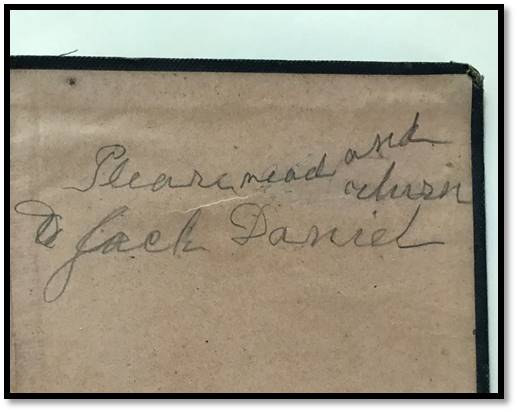 Please read and
return
to Jack Daniel